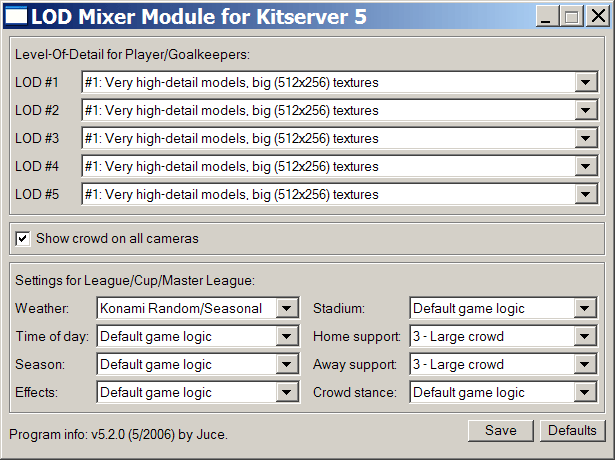 LOD Mixer Module for Kitserver 5
Level-Of-Detail for Player/Goalkeepers:
LOD #1 #1: Very high-detail models, big (512x256) textures
LOD #2 #1: Very high-detail models, big (512x256) textures
LOD #3 #1: Very high-detail models, big (512x256) textures
LOD #4 #1: Very high-detail models, big (512x256) textures
LOD #5 #1: Very high-detail models, big (512x256) textures
Show crowd on all cameras
Settings for League/Cup/Master League:
Weather: Konami Random/Seasonal Stadium: Default game logic
Time of day: Default game logic Home support: 3 - Large crowd
Season: Default game logic Away support: 3 - Large crowd
Effects: Default game logic Crowd stance: Default game logic
Program info: v5.2.0 (5/2006) by Juce. Save Defaults